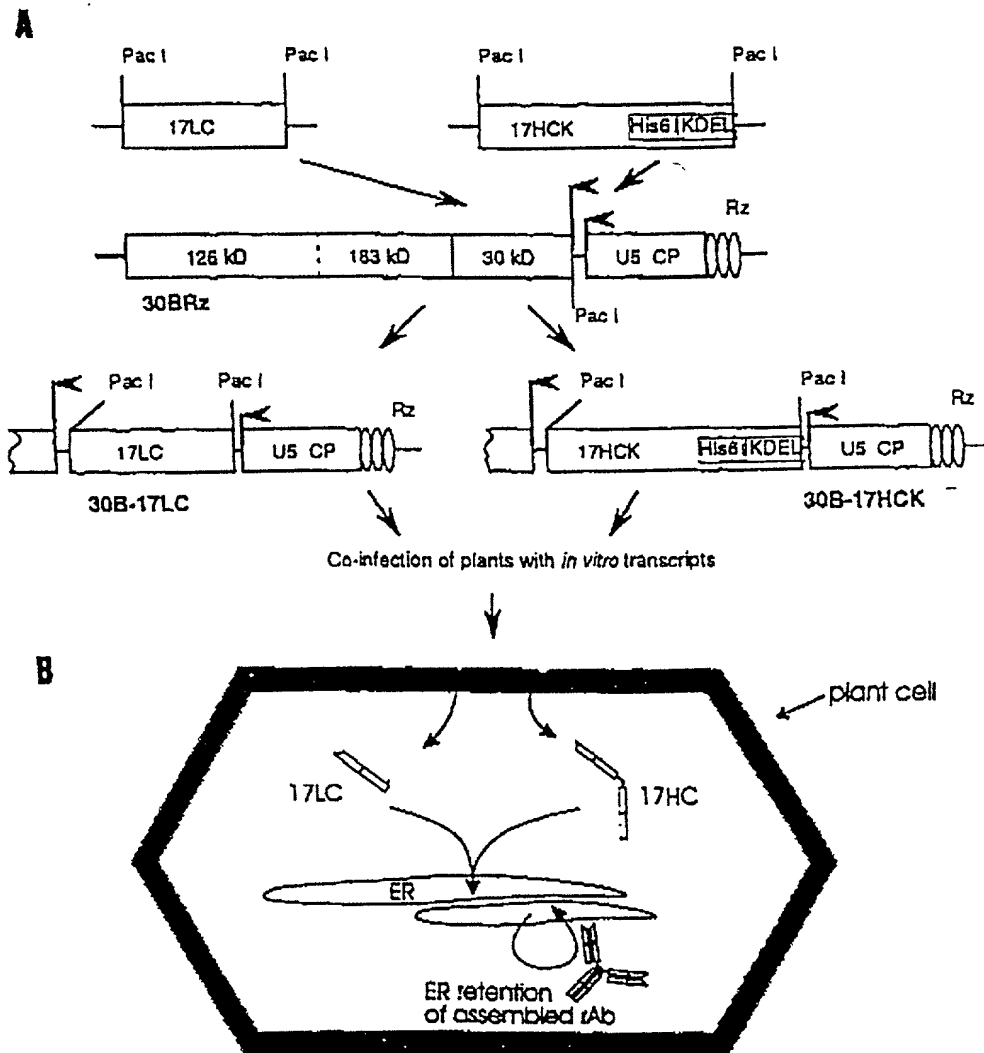 A
Pac I Pac I Pac I Pac I
17LC 17HCK His6 KDEL
Rz
126 kD 183 kD 30 kD U5 CP
30BRz
Pac I
Pac I Pac I Pac I Pac I
Rz Rz
17LC U5 CP 17HCK His6 KDEL U5 CP
30B-17LC 30B-17HCK
Co-infection of plants with in vitro transcripts
B
plant cell
17LC 17HC
ER
ER retention
of assembled rAb